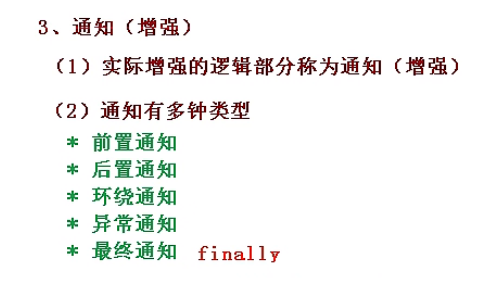 3、通知（增强）
（1）实际增强的逻辑部分称为通知（增强）
（2）通知有多钟类型
* 前置通知
* 后置通知
* 环绕通知
* 异常通知
* 最终通知 finally